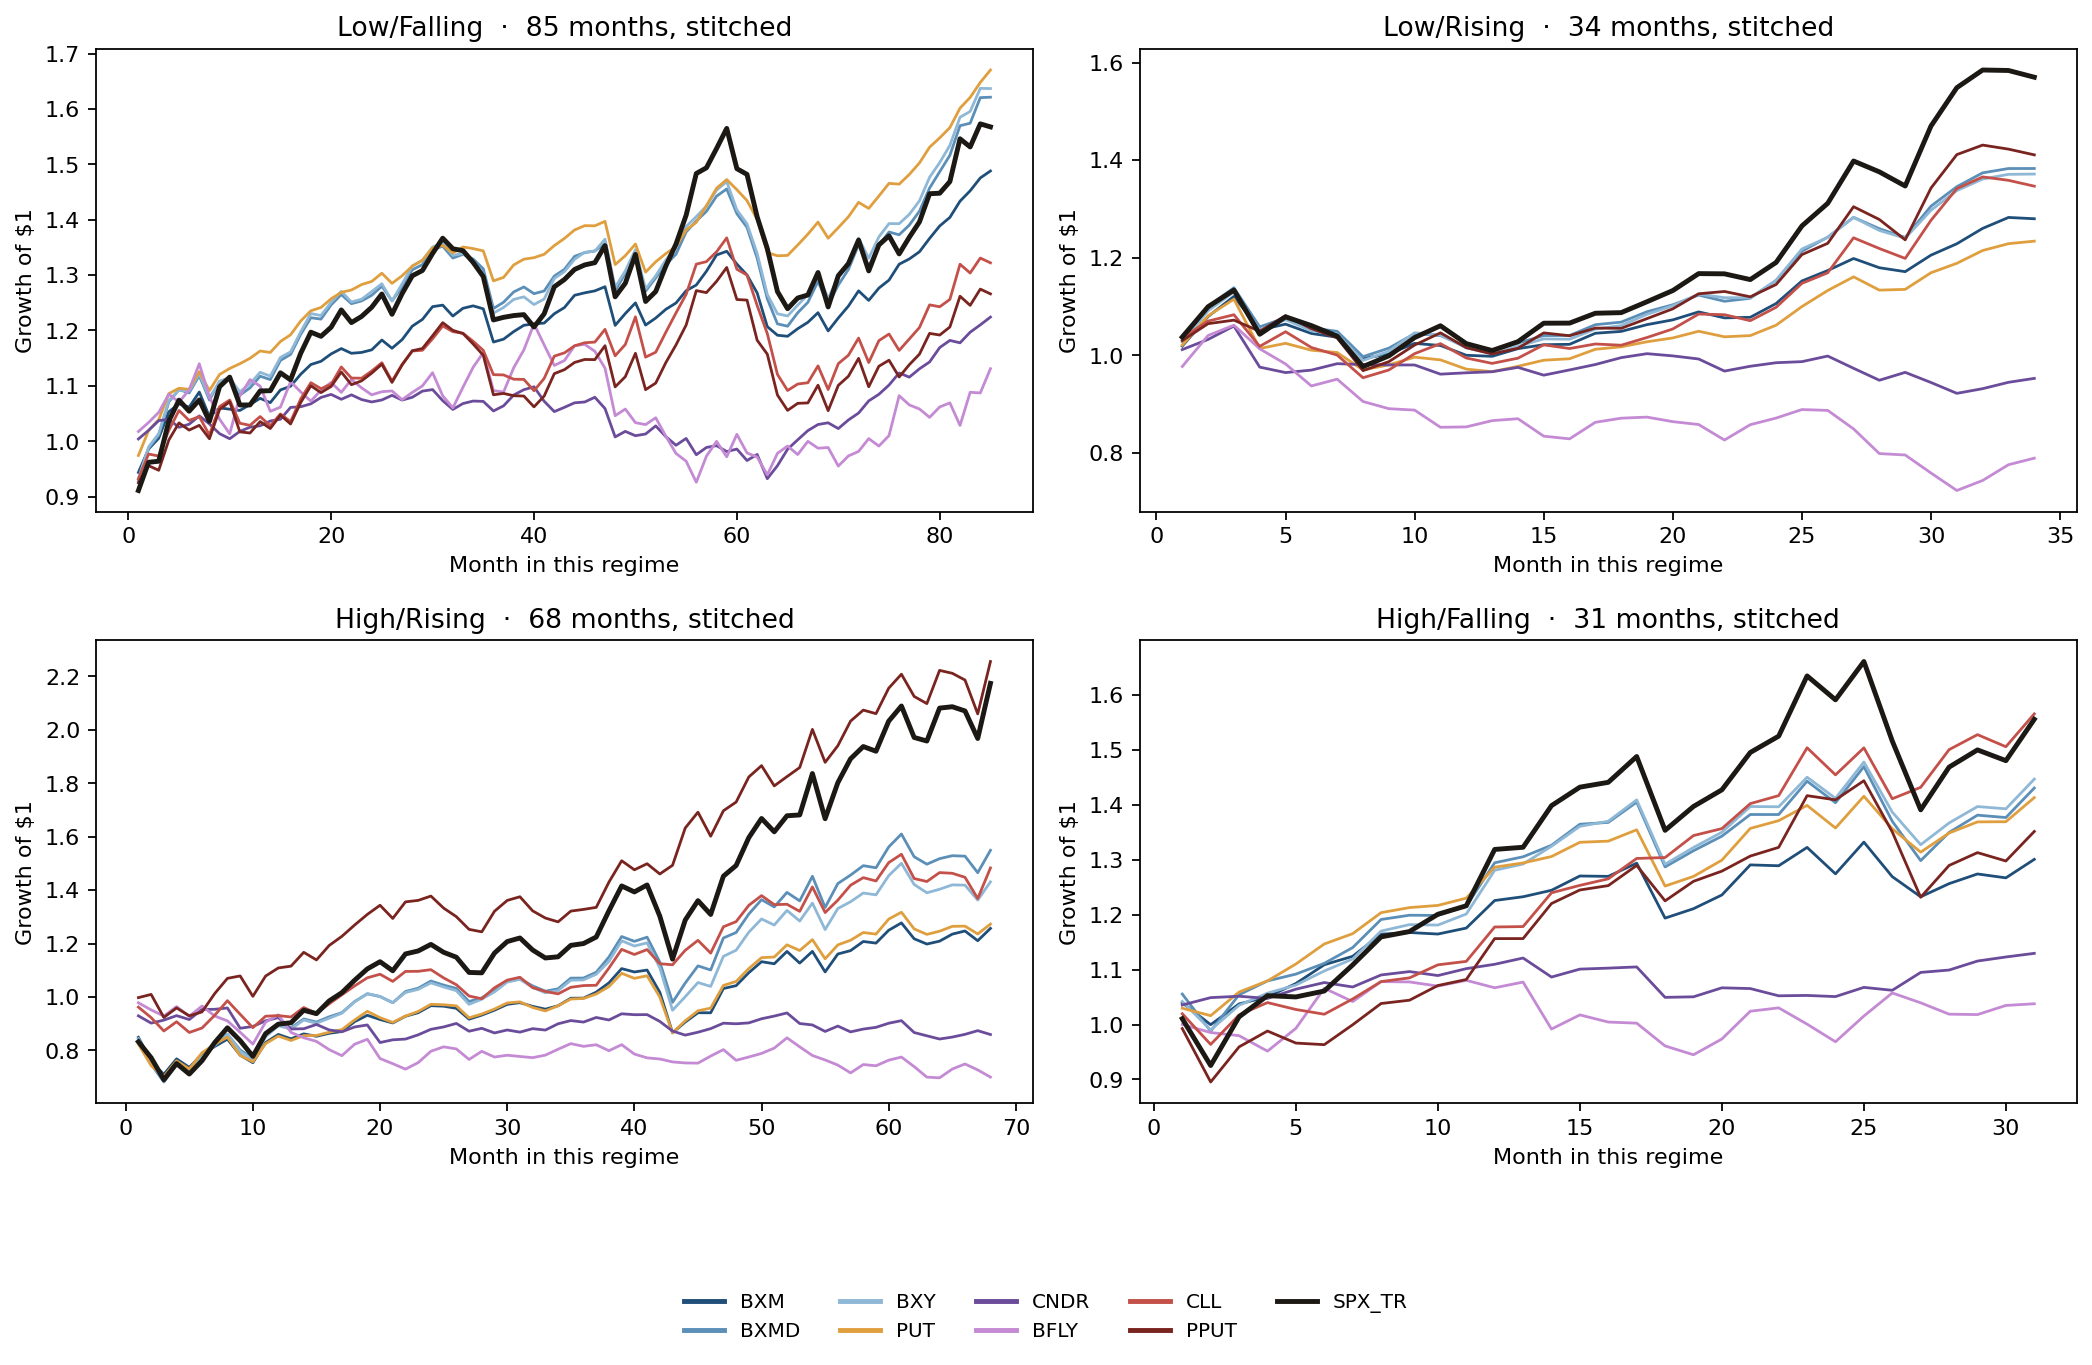 Low/Falling · 85 months, stitched
Growth of $1
1.7
1.6
1.5
1.4
1.3
1.2
1.1
1.0
0.9
0 20 40 60 80
Month in this regime
Low/Rising · 34 months, stitched
Growth of $1
1.6
1.4
1.2
1.0
0.8
0 5 10 15 20 25 30 35
Month in this regime
High/Rising · 68 months, stitched
Growth of $1
2.2
2.0
1.8
1.6
1.4
1.2
1.0
0.8
0 10 20 30 40 50 60 70
Month in this regime
High/Falling · 31 months, stitched
Growth of $1
1.6
1.5
1.4
1.3
1.2
1.1
1.0
0.9
0 5 10 15 20 25 30
Month in this regime
BXM BXY CNDR CLL SPX_TR
BXMD PUT BFLY PPUT